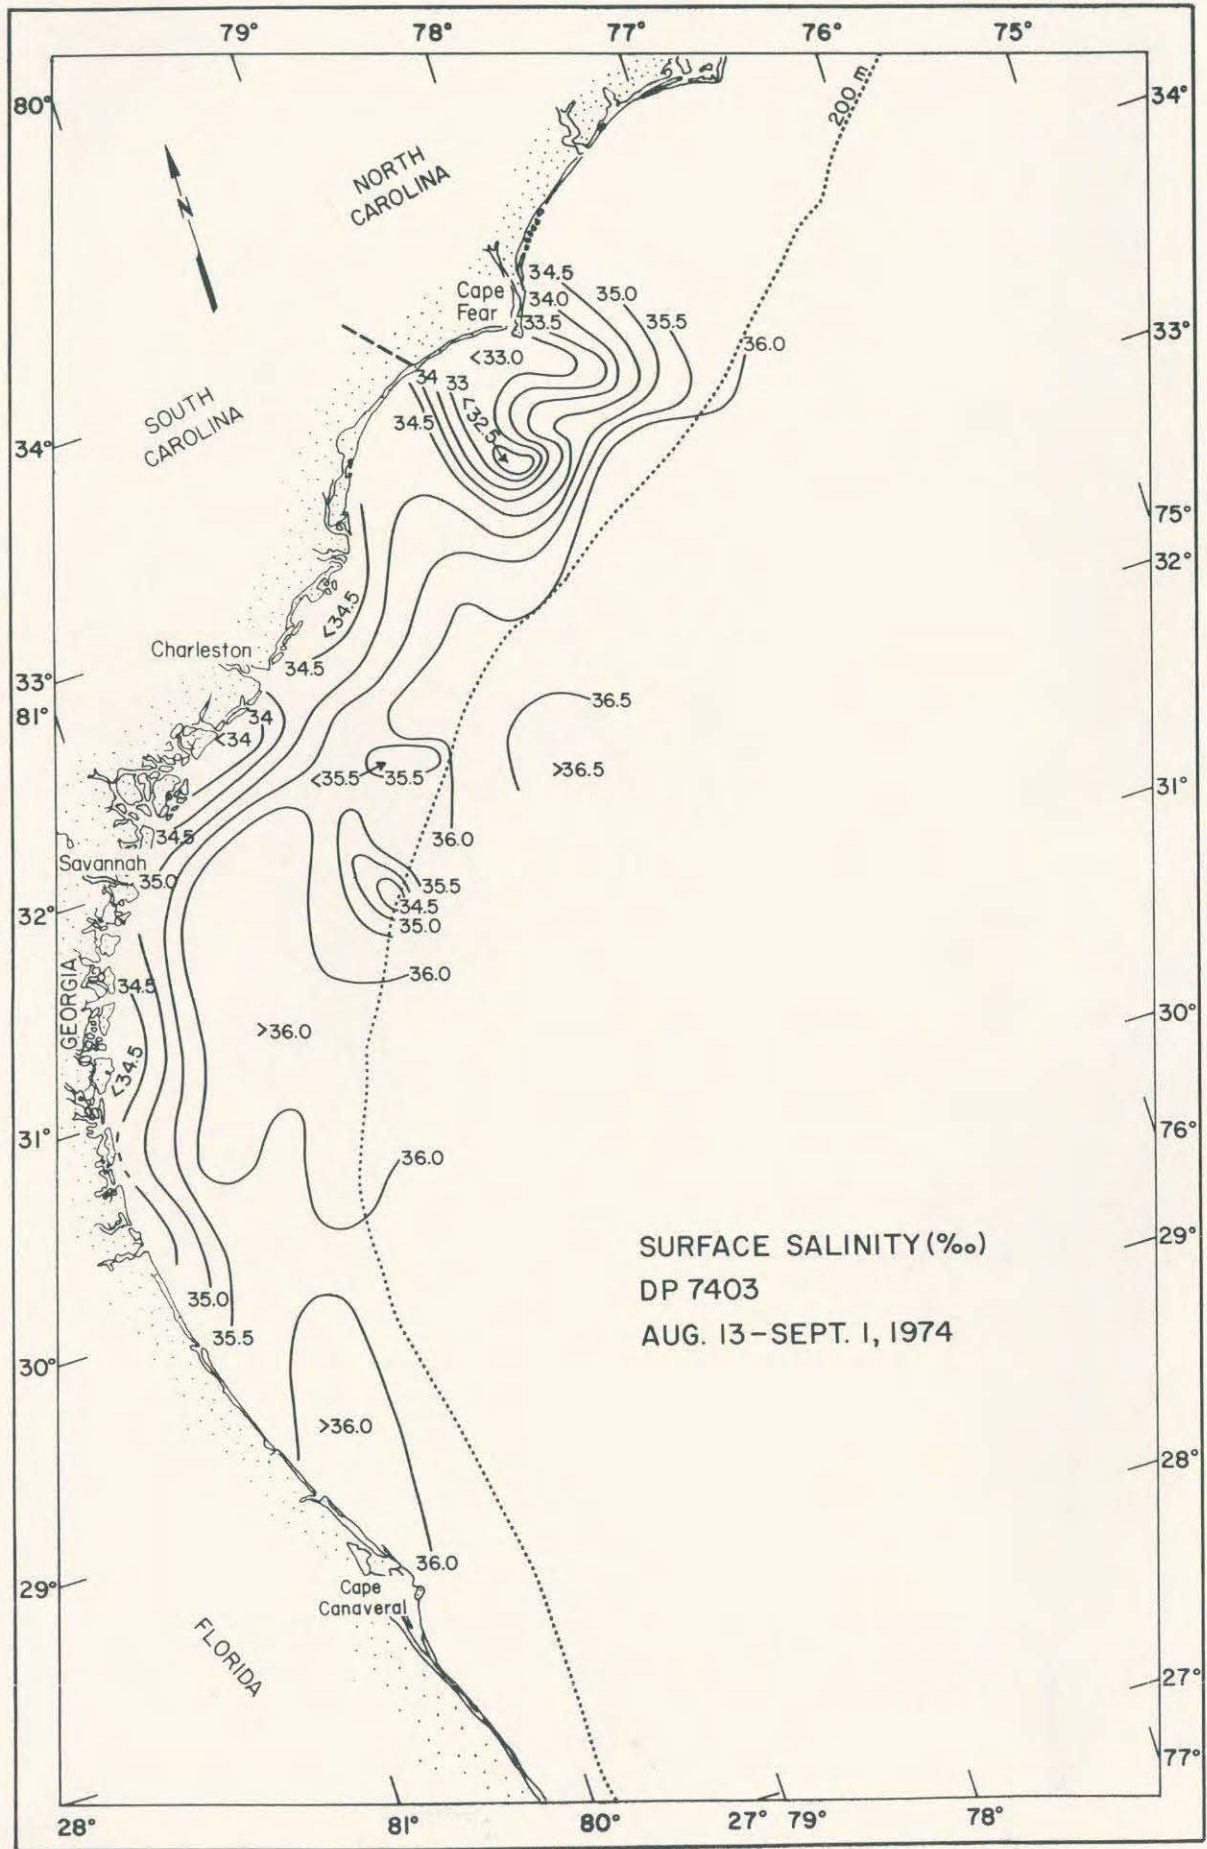 79° 78° 77° 76° 75°
80°
34°
200 m
N
NORTH
CAROLINA
34.5
34.0
33.5
35.0
35.5
36.0
33°
Cape
Fear
<33.0
34
33
<32.5
34.5
SOUTH
CAROLINA
34°
75°
32°
<34.5
Charleston
34.5
33°
81°
34
<34
36.5
>36.5
<35.5
35.5
31°
36.0
34.5
Savannah
35.0
35.5
34.5
35.0
32°
36.0
34.5
GEORGIA
>36.0
30°
<34.5
31°
76°
36.0
29°
SURFACE SALINITY (‰)
DP 7403
AUG. 13–SEPT. 1, 1974
35.0
35.5
30°
>36.0
28°
36.0
29°
Cape
Canaveral
FLORIDA
27°
77°
28° 81° 80° 27° 79° 78°